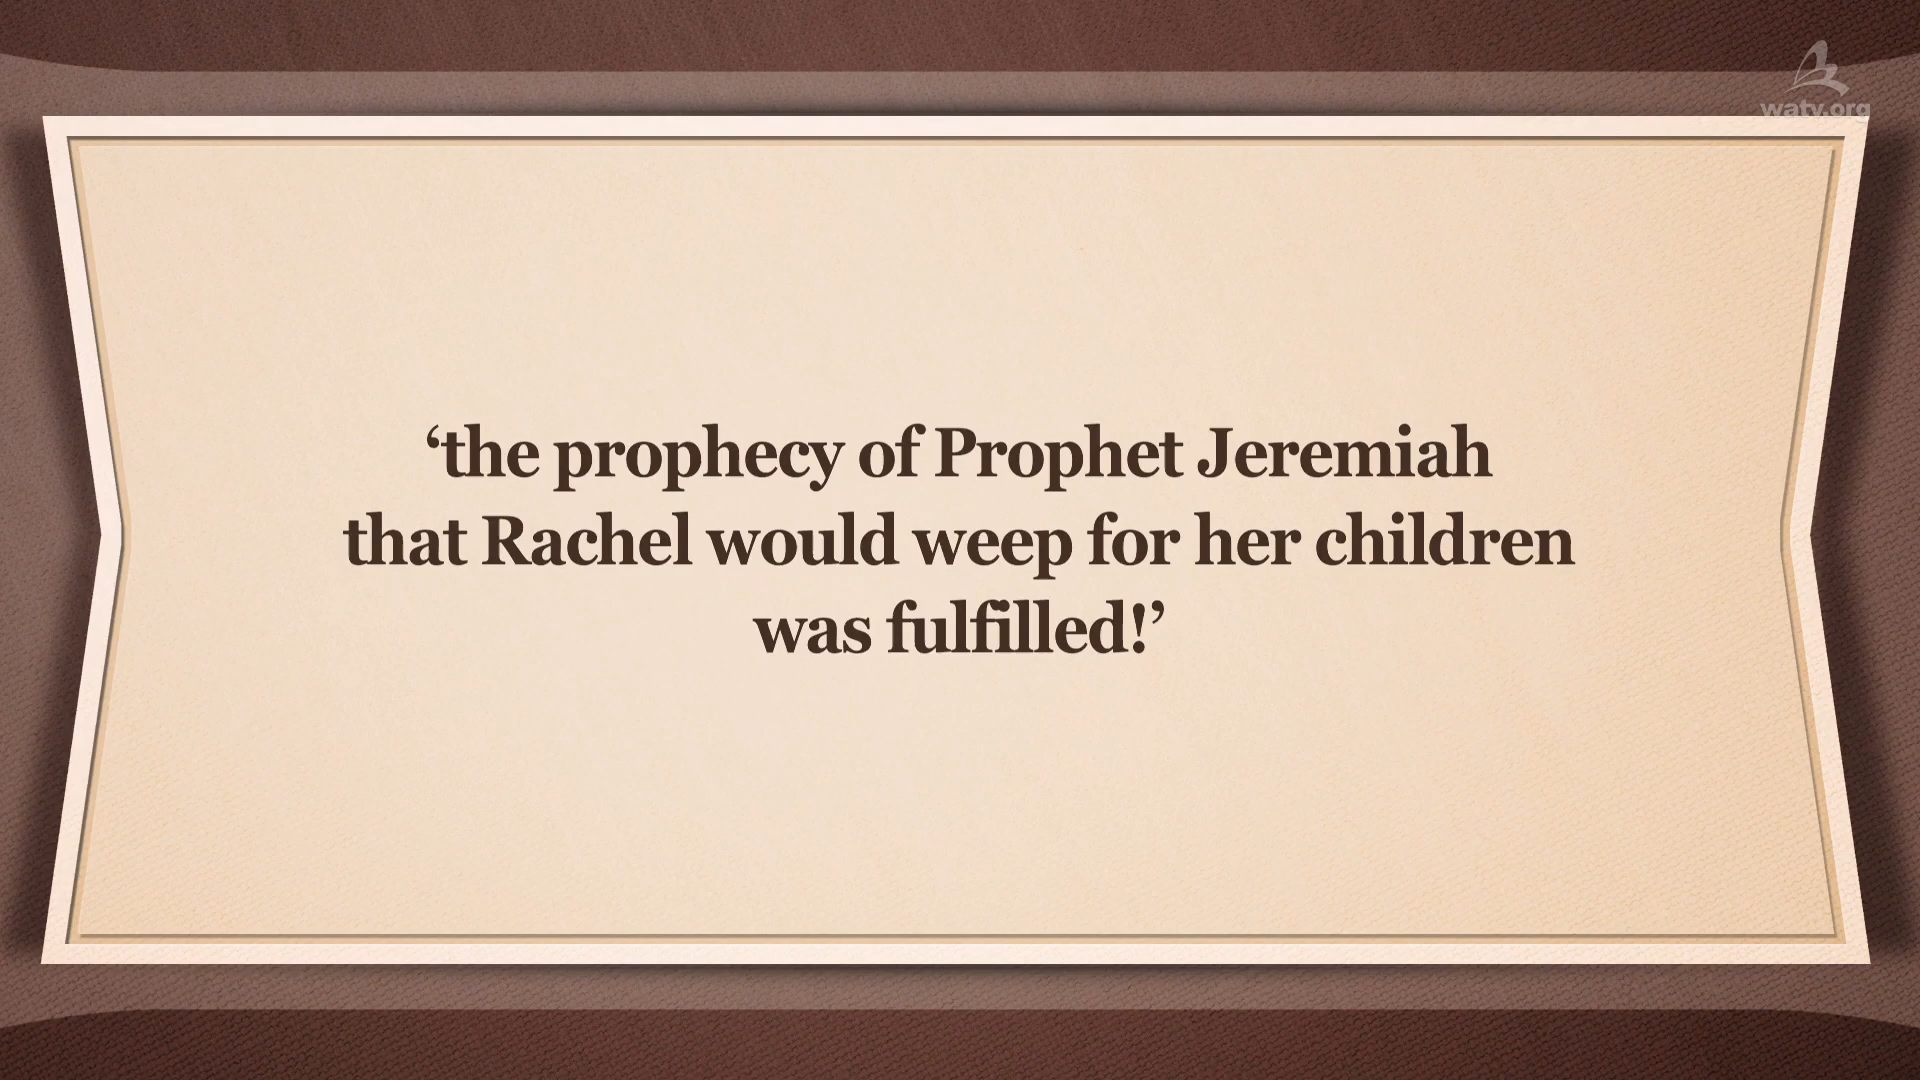 watv.org
‘the prophecy of Prophet Jeremiah
that Rachel would weep for her children
was fulfilled!’